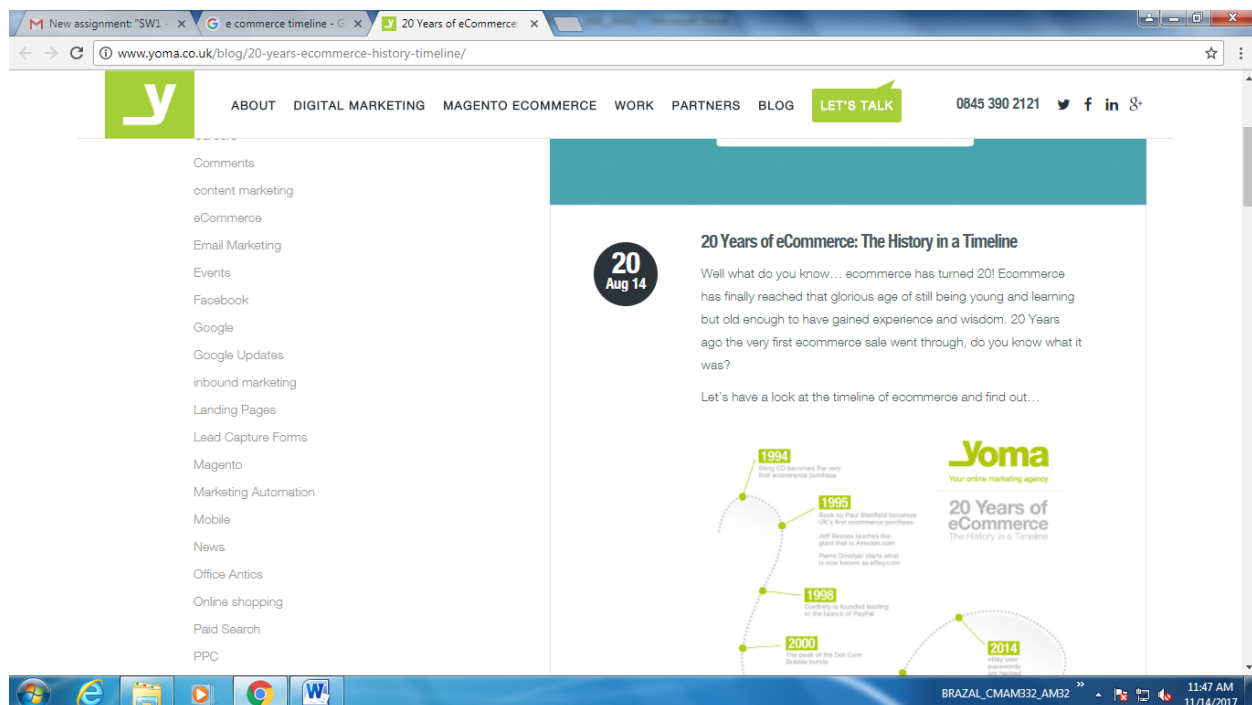 New assignment: "SW1 -
e commerce timeline - G
20 Years of eCommerce:
www.yoma.co.uk/blog/20-years-ecommerce-history-timeline/
y
ABOUT DIGITAL MARKETING MAGENTO ECOMMERCE WORK PARTNERS BLOG LET'S TALK 0845 390 2121
Comments
content marketing
eCommerce
Email Marketing
Events
Facebook
Google
Google Updates
inbound marketing
Landing Pages
Lead Capture Forms
Magento
Marketing Automation
Mobile
News
Office Antics
Online shopping
Paid Search
PPC
20
Aug 14
20 Years of eCommerce: The History in a Timeline
Well what do you know… ecommerce has turned 20! Ecommerce
has finally reached that glorious age of still being young and learning
but old enough to have gained experience and wisdom. 20 Years
ago the very first ecommerce sale went through, do you know what it
was?
Let's have a look at the timeline of ecommerce and find out…
Yoma
Your online marketing agency
20 Years of
eCommerce
The History in a Timeline
1994
Sting CD becomes the very
first ecommerce purchase
1995
Book by Paul Stanfield becomes
UK's first ecommerce purchase
Jeff Bezoes lauches the
giant that is Amazon.com
Pierre Omidyar starts what
is now known as eBay.com
1998
Confinity is founded leading
to the launch of PayPal
2000
The peak of the Dot-Com
Bubble bursts
2014
eBay user
passwords
are hacked
BRAZAL_CMAM332_AM32
11:47 AM
11/14/2017